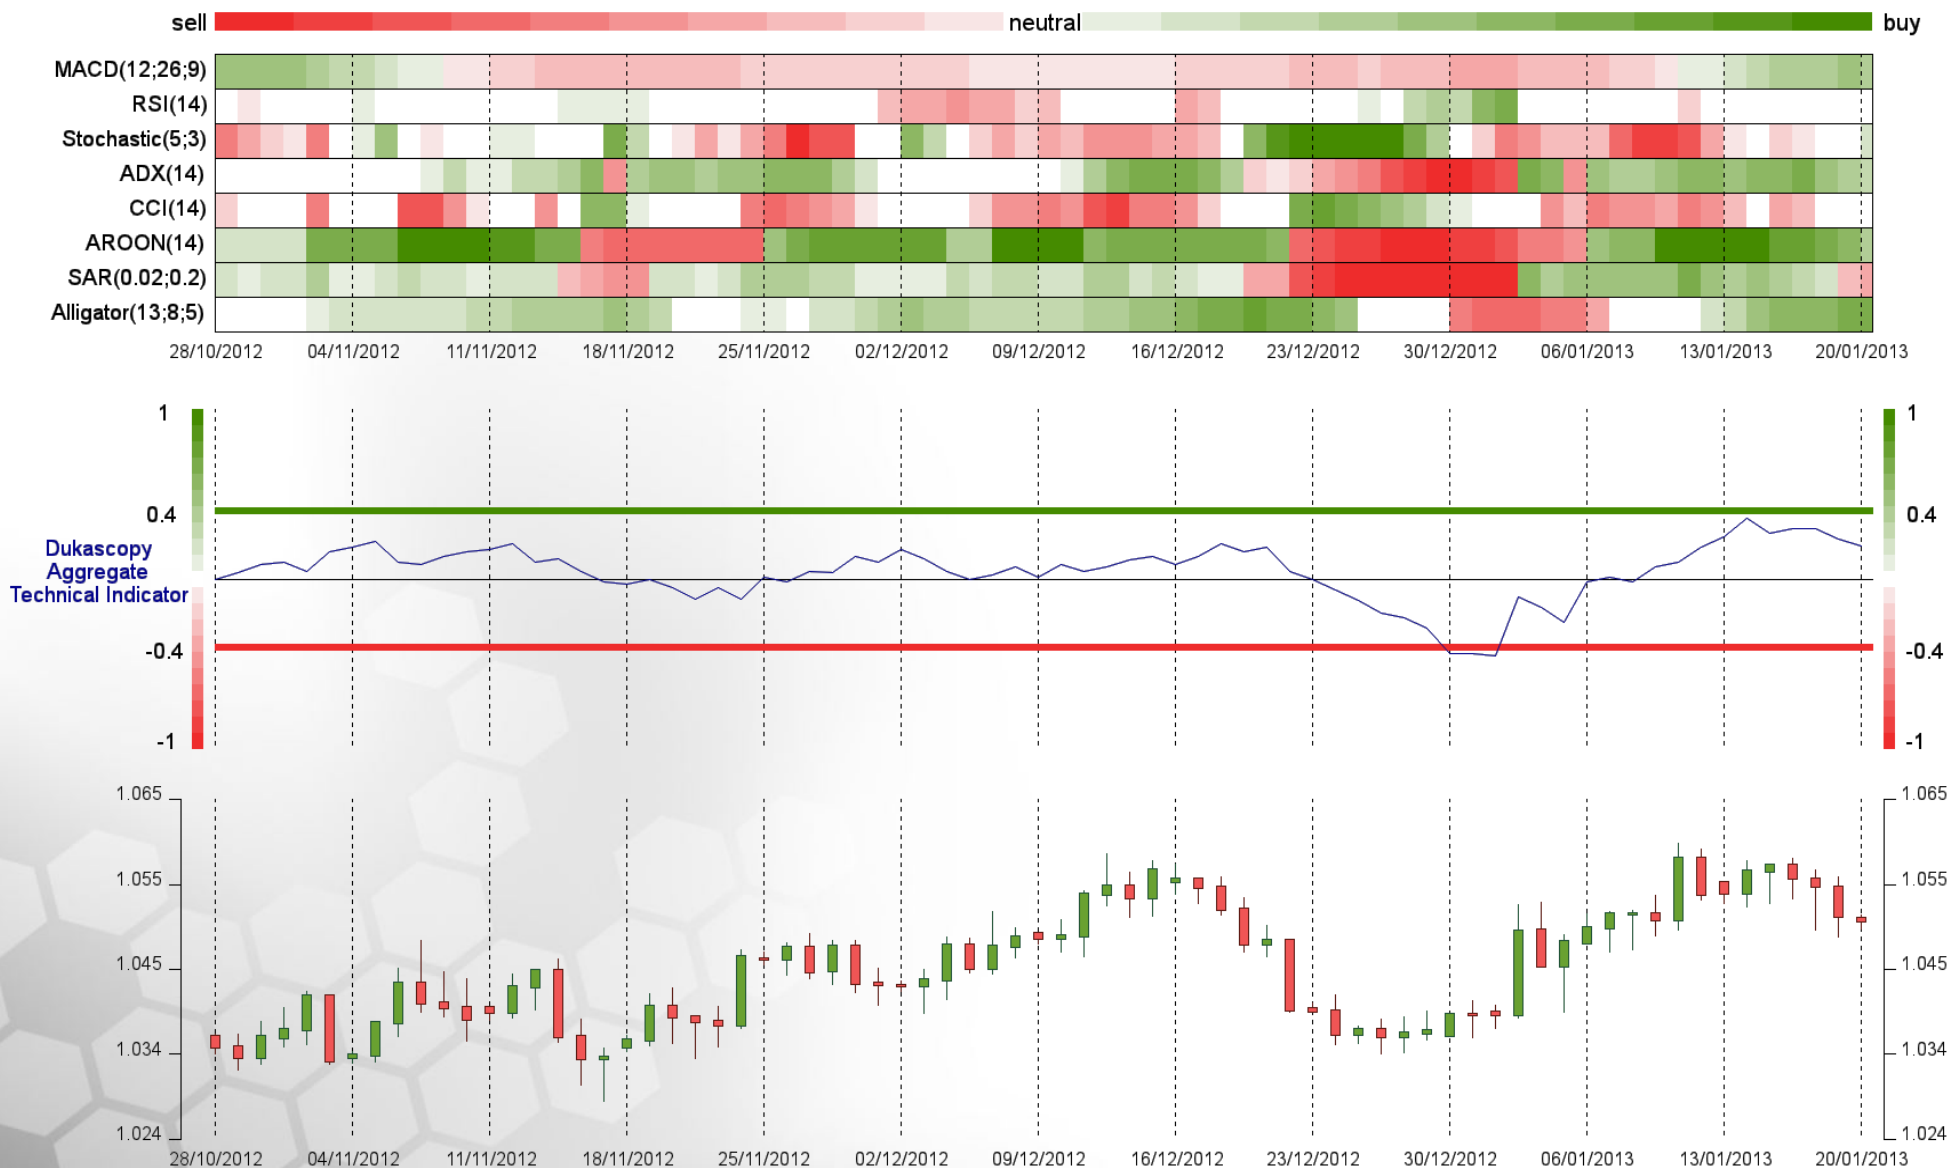 sell neutral buy
MACD(12;26;9)
RSI(14)
Stochastic(5;3)
ADX(14)
CCI(14)
AROON(14)
SAR(0.02;0.2)
Alligator(13;8;5)
28/10/2012 04/11/2012 11/11/2012 18/11/2012 25/11/2012 02/12/2012 09/12/2012 16/12/2012 23/12/2012 30/12/2012 06/01/2013 13/01/2013 20/01/2013
1 1
0.4 0.4
Dukascopy
Aggregate
Technical Indicator
-0.4 -0.4
-1 -1
1.065 1.065
1.055 1.055
1.045 1.045
1.034 1.034
1.024 1.024
28/10/2012 04/11/2012 11/11/2012 18/11/2012 25/11/2012 02/12/2012 09/12/2012 16/12/2012 23/12/2012 30/12/2012 06/01/2013 13/01/2013 20/01/2013